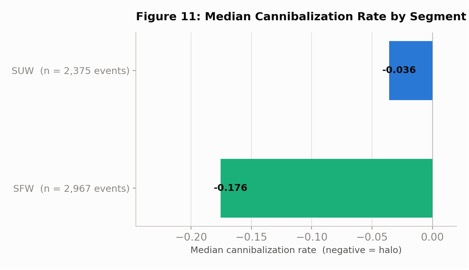 Figure 11: Median Cannibalization Rate by Segment
SUW (n = 2,375 events)
-0.036
SFW (n = 2,967 events)
-0.176
−0.20 −0.15 −0.10 −0.05 0.00
Median cannibalization rate (negative = halo)